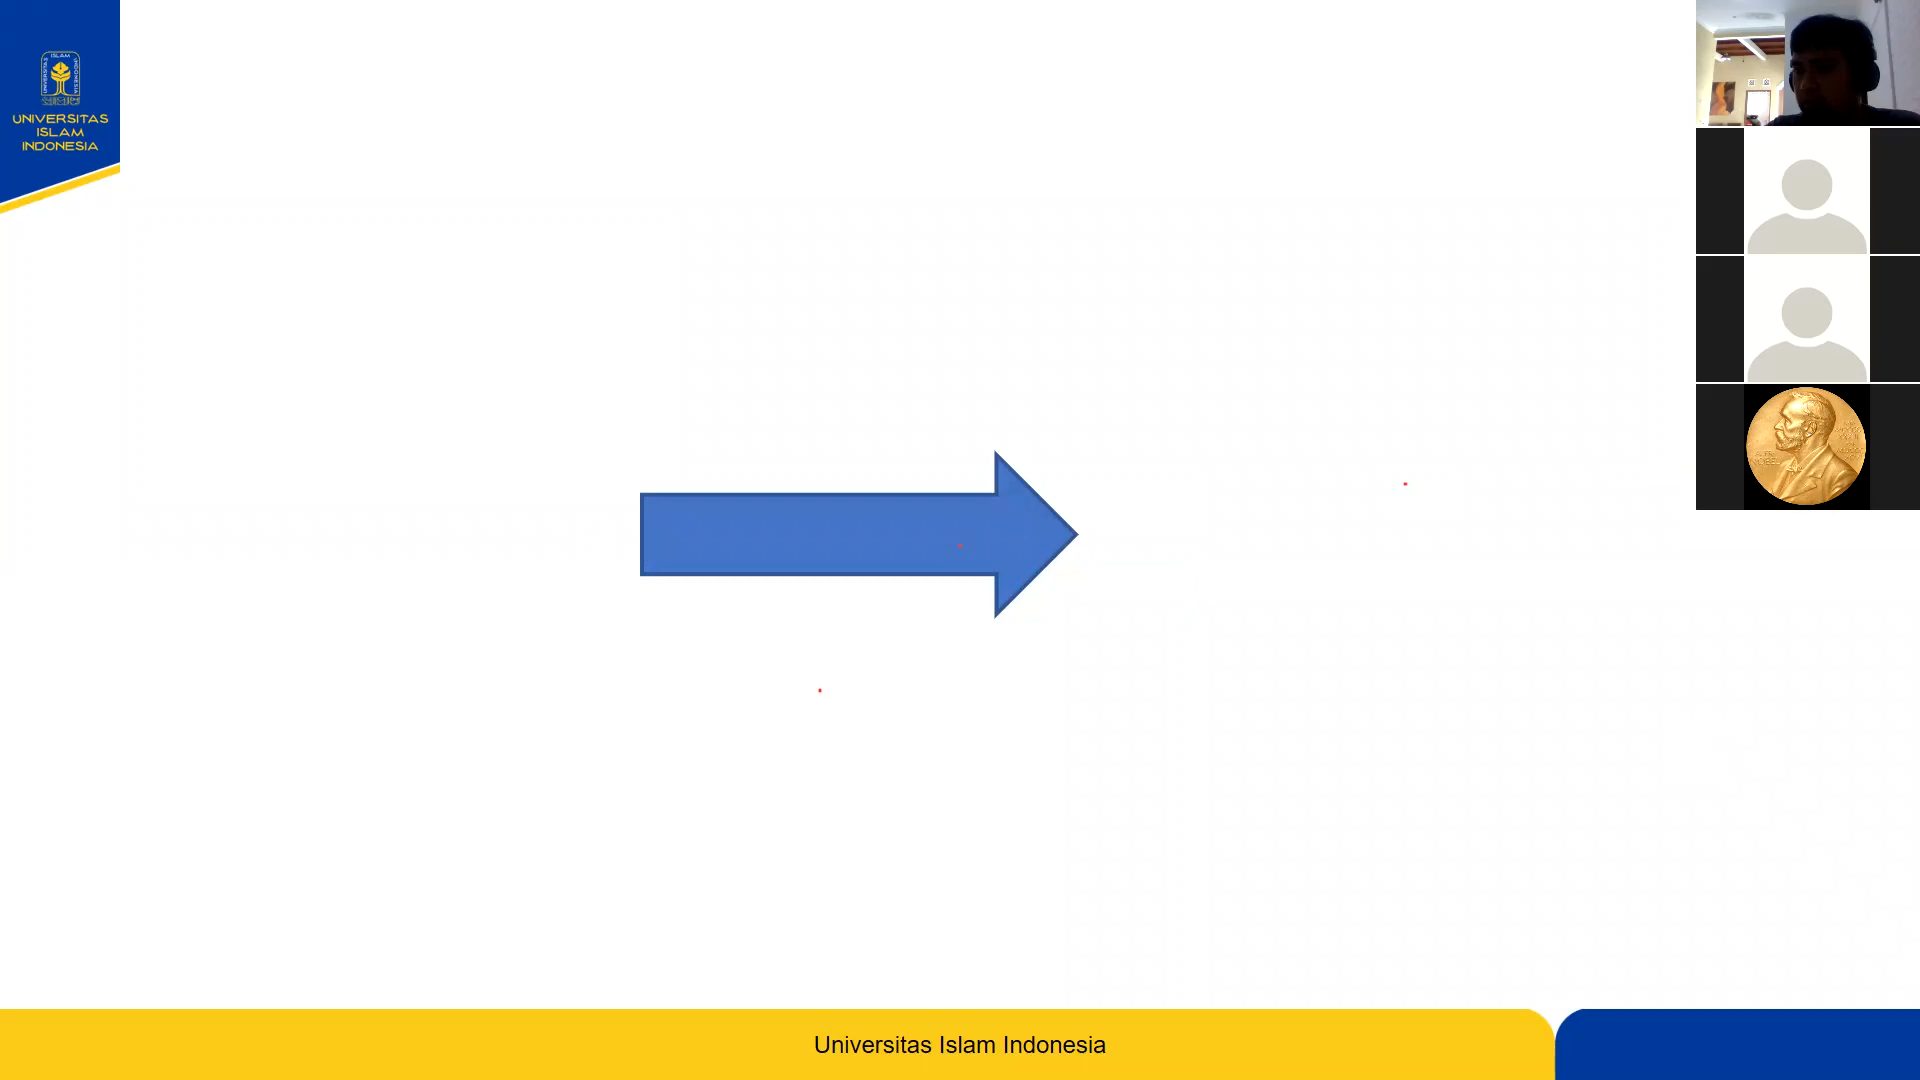 UNIVERSITAS
ISLAM
INDONESIA
Universitas Islam Indonesia